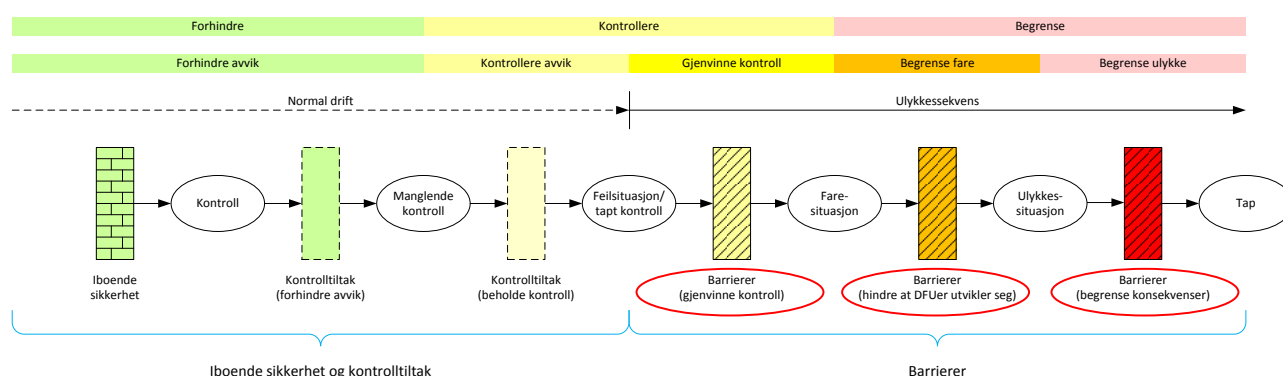 Forhindre
Kontrollere
Begrense
Forhindre avvik
Kontrollere avvik
Gjenvinne kontroll
Begrense fare
Begrense ulykke
Normal drift
Ulykkessekvens
Kontroll
Manglende
kontroll
Feilsituasjon/
tapt kontroll
Fare-
situasjon
Ulykkes-
situasjon
Tap
Iboende
sikkerhet
Kontrolltiltak
(forhindre avvik)
Kontrolltiltak
(beholde kontroll)
Barrierer
(gjenvinne kontroll)
Barrierer
(hindre at DFUer utvikler seg)
Barrierer
(begrense konsekvenser)
Iboende sikkerhet og kontrolltiltak
Barrierer